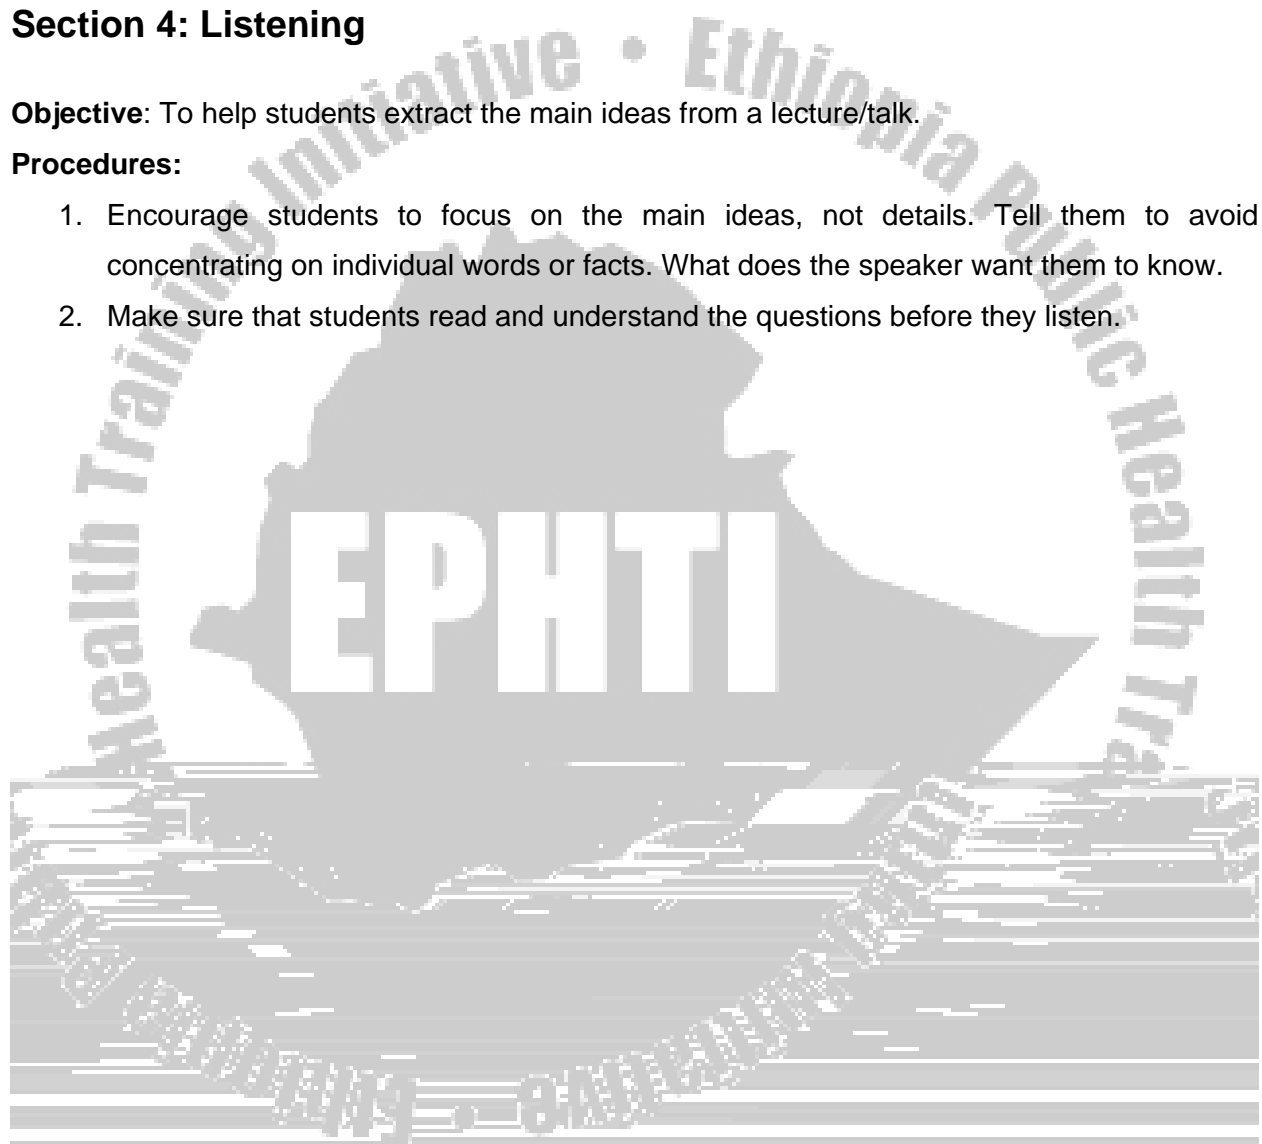 Section 4: Listening
Objective: To help students extract the main ideas from a lecture/talk.
Procedures:
1. Encourage students to focus on the main ideas, not details. Tell them to avoid
concentrating on individual words or facts. What does the speaker want them to know.
2. Make sure that students read and understand the questions before they listen.
Ethiopia Public Health Training Initiative • 
EPHTI